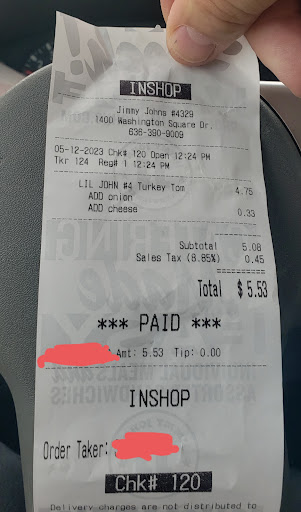 INSHOP
Jimmy Johns #4329
1400 Washington Square Dr.
636-390-9009
05-12-2023 Chk# 120 Open 12:24 PM
Tkr 124 Reg# 1 12:24 PM
LIL JOHN #4 Turkey Tom 4.75
ADD onion
ADD cheese 0.33
Subtotal 5.08
Sales Tax (8.85%) 0.45
========
Total $ 5.53
*** PAID ***
Amt: 5.53 Tip: 0.00
INSHOP
Order Taker:
Chk# 120
Delivery charges are not distributed to